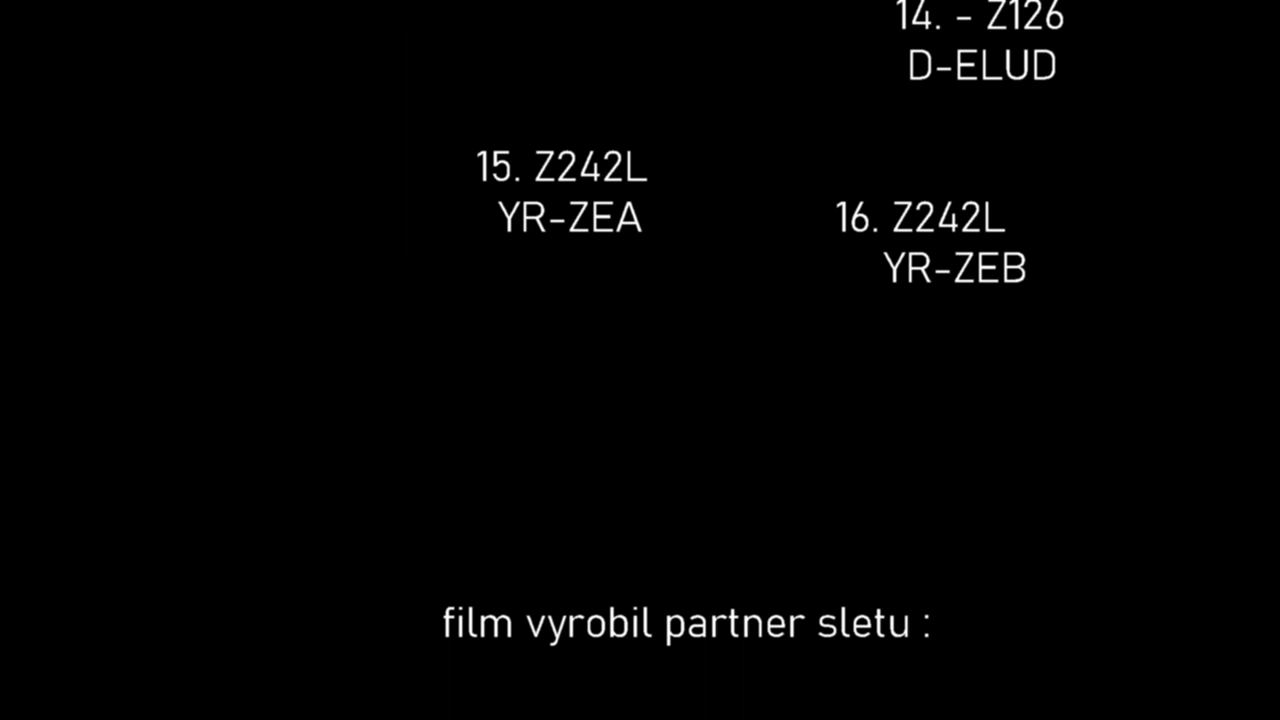 14. - Z126
D-ELUD
15. Z242L
YR-ZEA
16. Z242L
YR-ZEB
film vyrobil partner sletu :